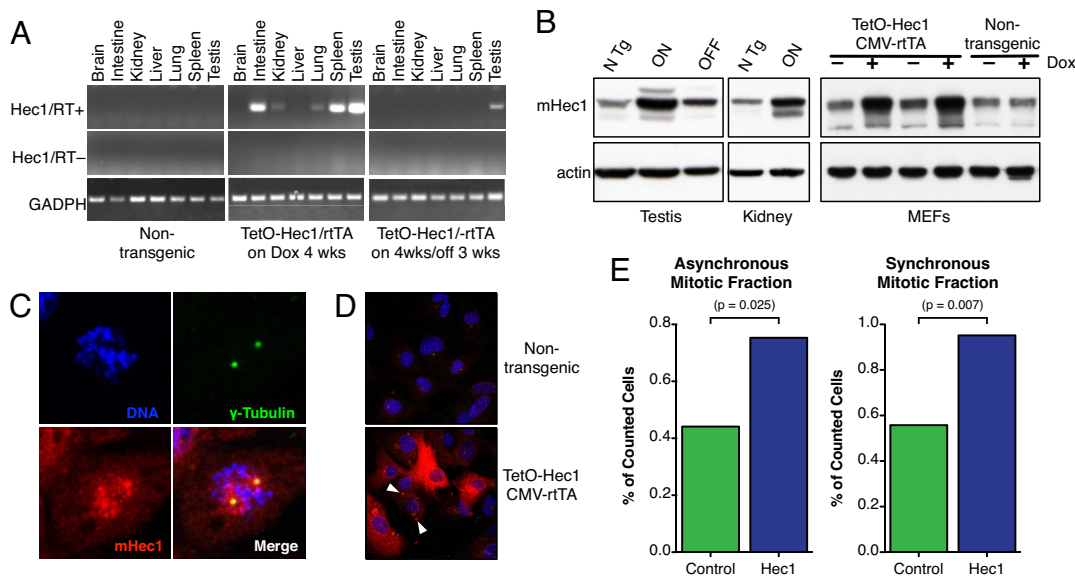 A
Brain
Intestine
Kidney
Liver
Lung
Spleen
Testis
Brain
Intestine
Kidney
Liver
Lung
Spleen
Testis
Brain
Intestine
Kidney
Liver
Lung
Spleen
Testis
Hec1/RT+
Hec1/RT–
GADPH
Non-
transgenic
TetO-Hec1/rtTA
on Dox 4 wks
TetO-Hec1/-rtTA
on 4wks/off 3 wks
B
N Tg
ON
OFF
N Tg
ON
TetO-Hec1
CMV-rtTA
Non-
transgenic
– + – + – + Dox
mHec1
actin
Testis
Kidney
MEFs
C
DNA
γ-Tubulin
mHec1
Merge
D
Non-
transgenic
TetO-Hec1
CMV-rtTA
E
Asynchronous
Mitotic Fraction
(p = 0.025)
% of Counted Cells
0.8
0.6
0.4
0.2
0.0
Control
Hec1
Synchronous
Mitotic Fraction
(p = 0.007)
% of Counted Cells
1.0
0.8
0.6
0.4
0.2
0.0
Control
Hec1